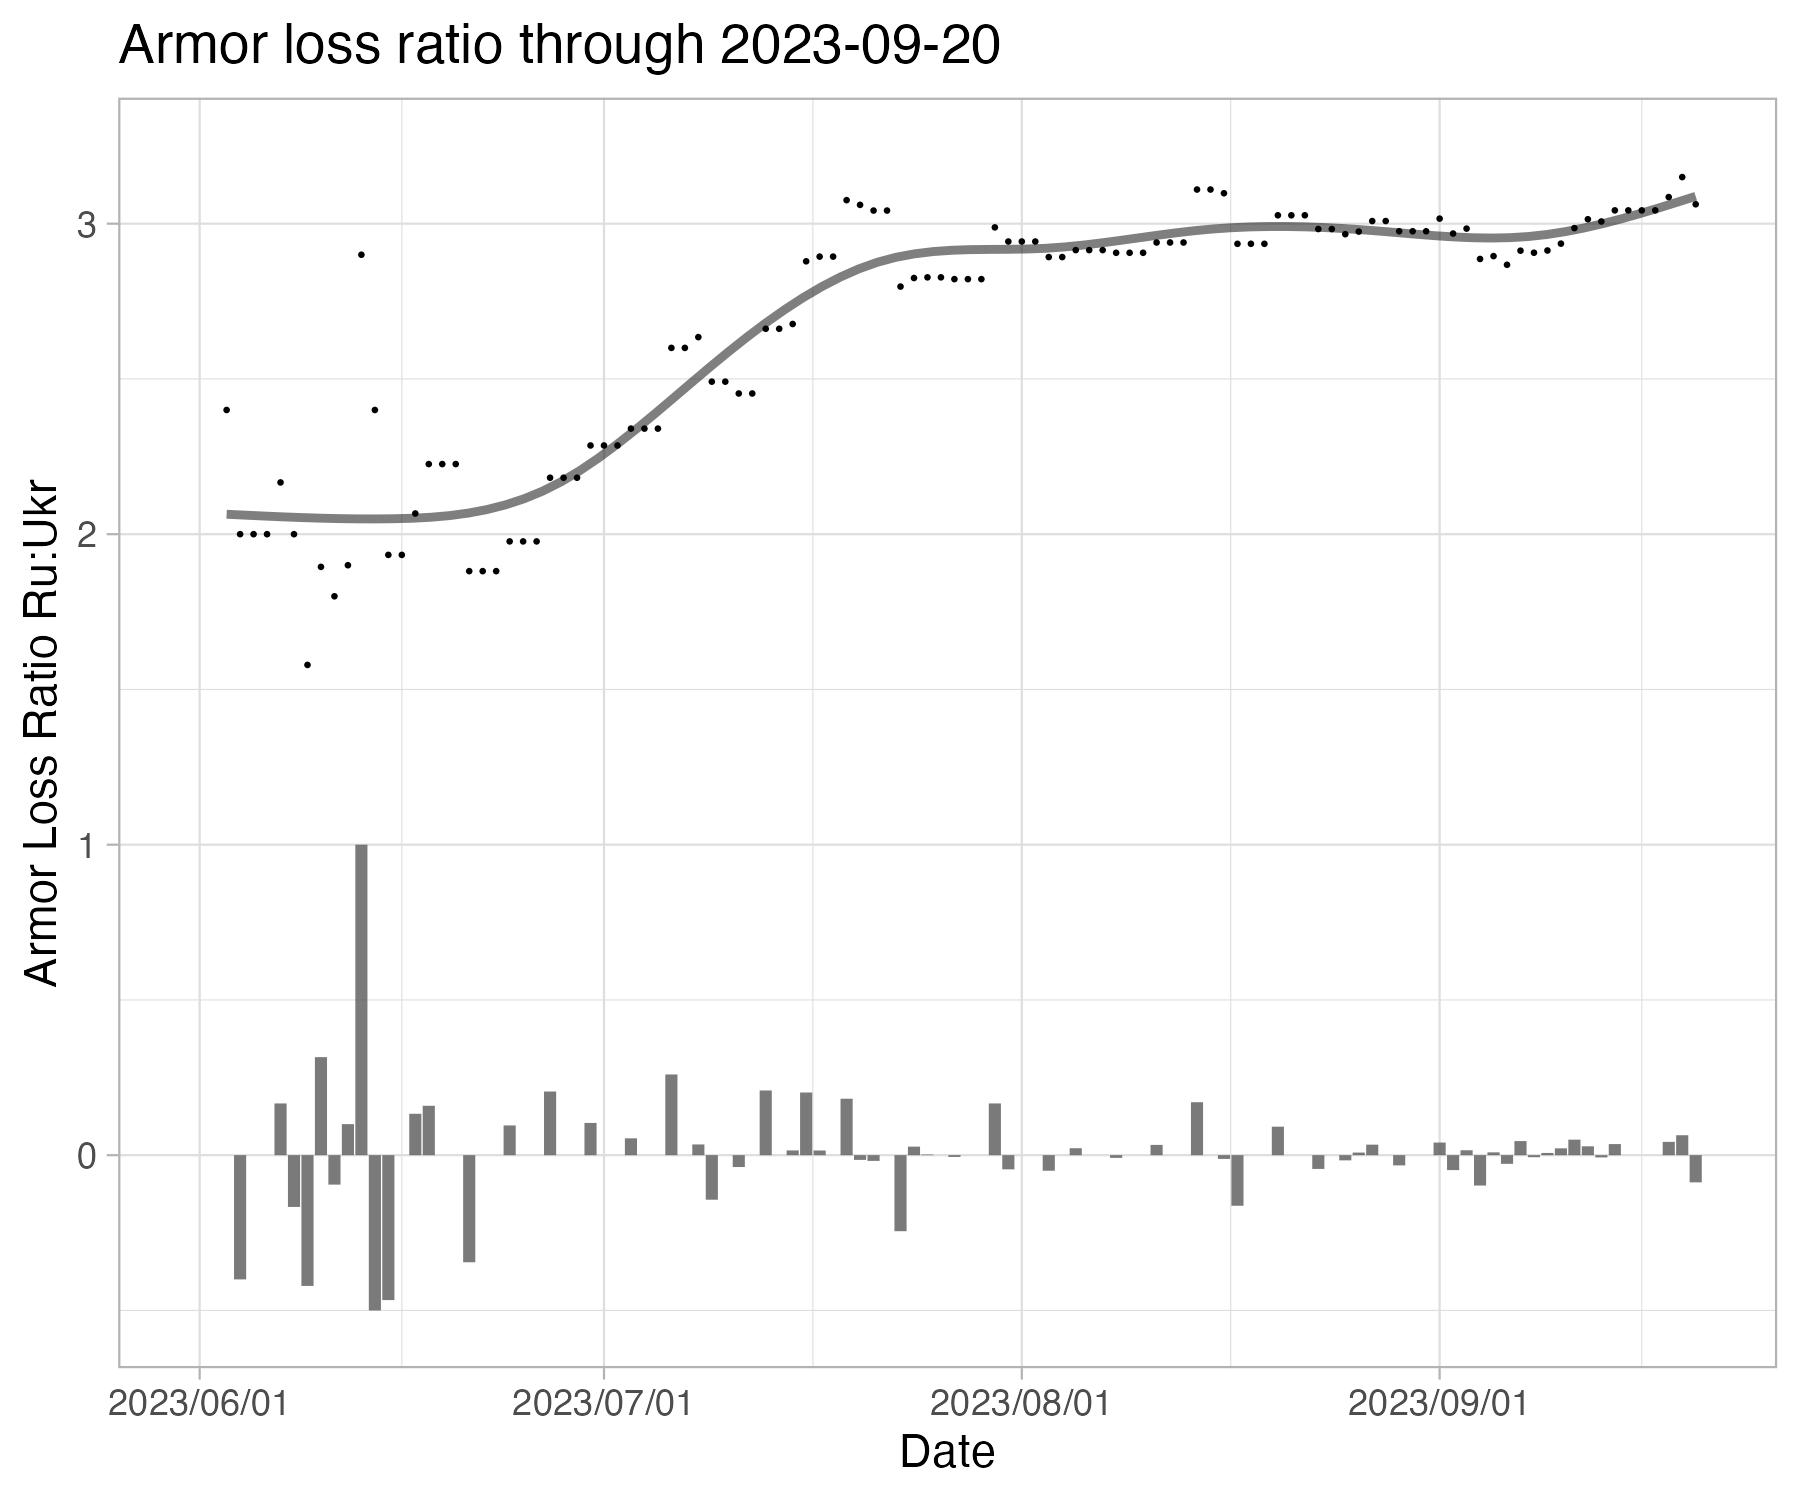 Armor loss ratio through 2023-09-20
Armor Loss Ratio Ru:Ukr
3
2
1
0
2023/06/01 2023/07/01 2023/08/01 2023/09/01
Date